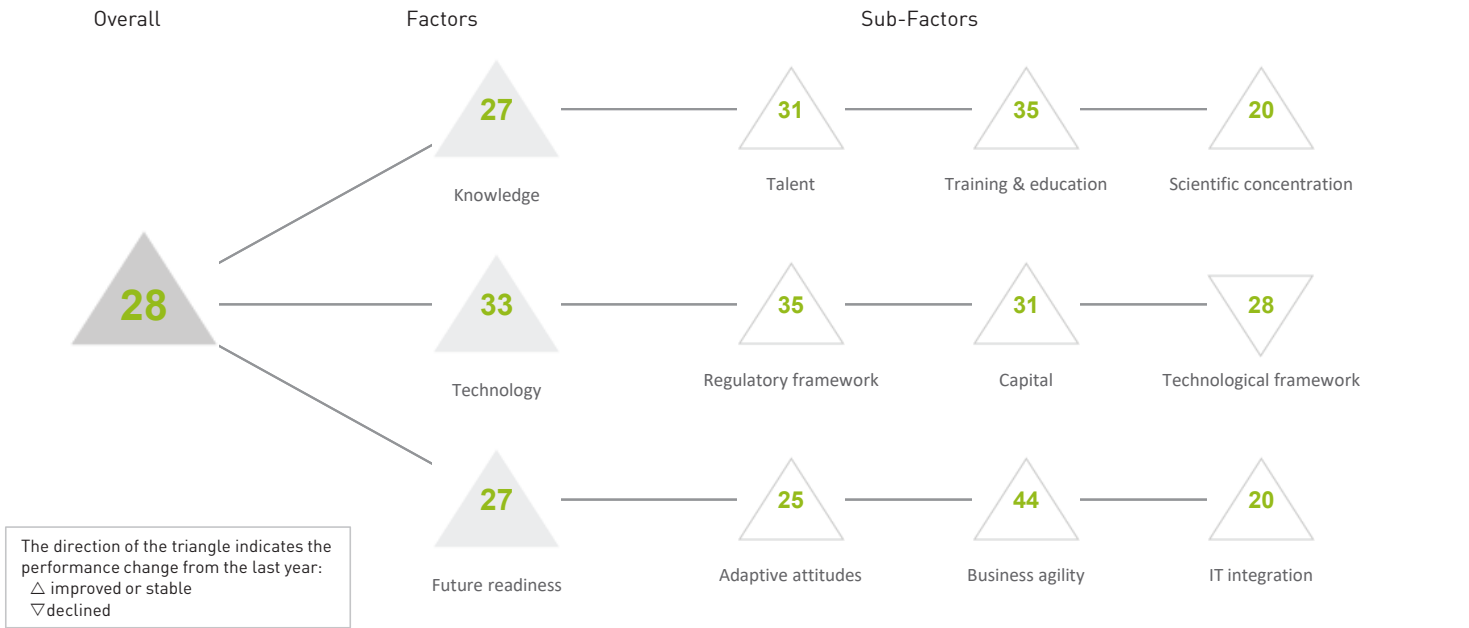 Overall
Factors
Sub-Factors
27
31
35
20
Knowledge
Talent
Training & education
Scientific concentration
28
33
35
31
28
Technology
Regulatory framework
Capital
Technological framework
27
25
44
20
Future readiness
Adaptive attitudes
Business agility
IT integration
The direction of the triangle indicates the
performance change from the last year:
△ improved or stable
▽ declined